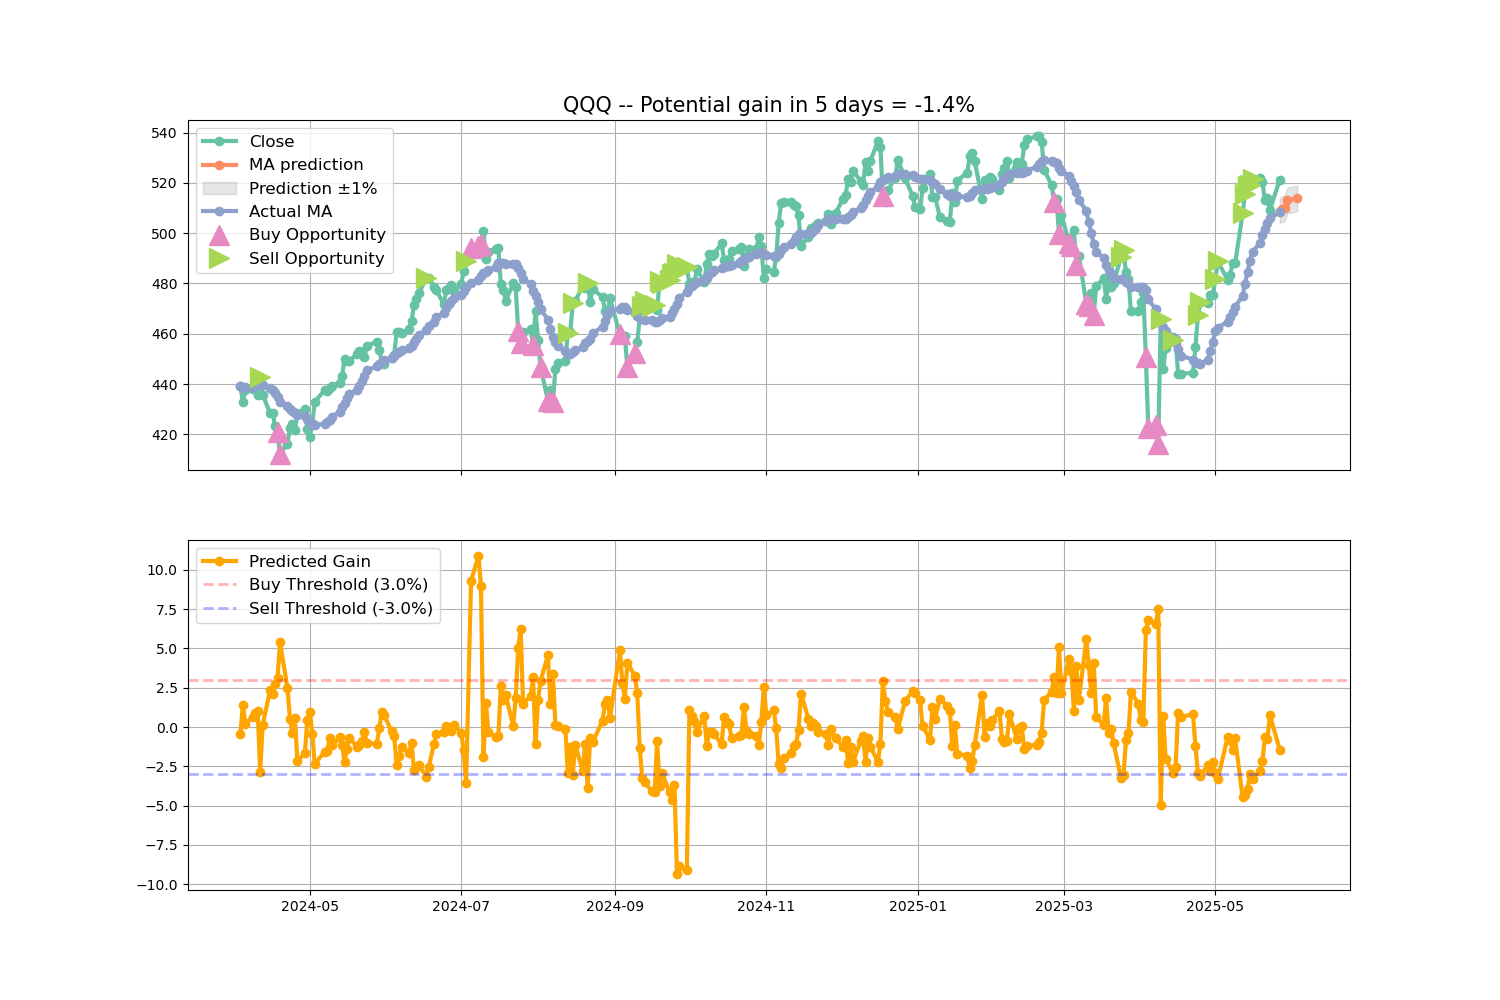 QQQ -- Potential gain in 5 days = -1.4%
540
520
500
480
460
440
420
Close
MA prediction
Prediction ±1%
Actual MA
Buy Opportunity
Sell Opportunity
10.0
7.5
5.0
2.5
0.0
−2.5
−5.0
−7.5
−10.0
Predicted Gain
Buy Threshold (3.0%)
Sell Threshold (-3.0%)
2024-05
2024-07
2024-09
2024-11
2025-01
2025-03
2025-05